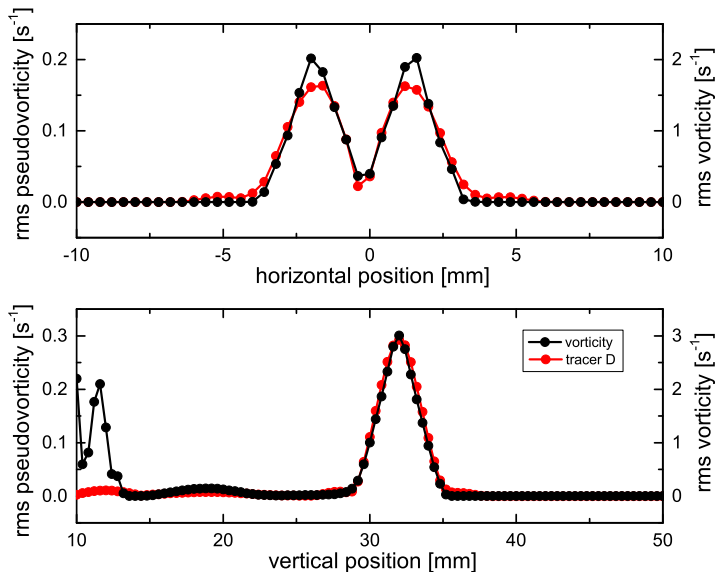 rms pseudovorticity [s⁻¹]
0.2
0.1
0.0
2
1
0
rms vorticity [s⁻¹]
-10 -5 0 5 10
horizontal position [mm]
rms pseudovorticity [s⁻¹]
0.3
0.2
0.1
0.0
vorticity
tracer D
3
2
1
0
rms vorticity [s⁻¹]
10 20 30 40 50
vertical position [mm]